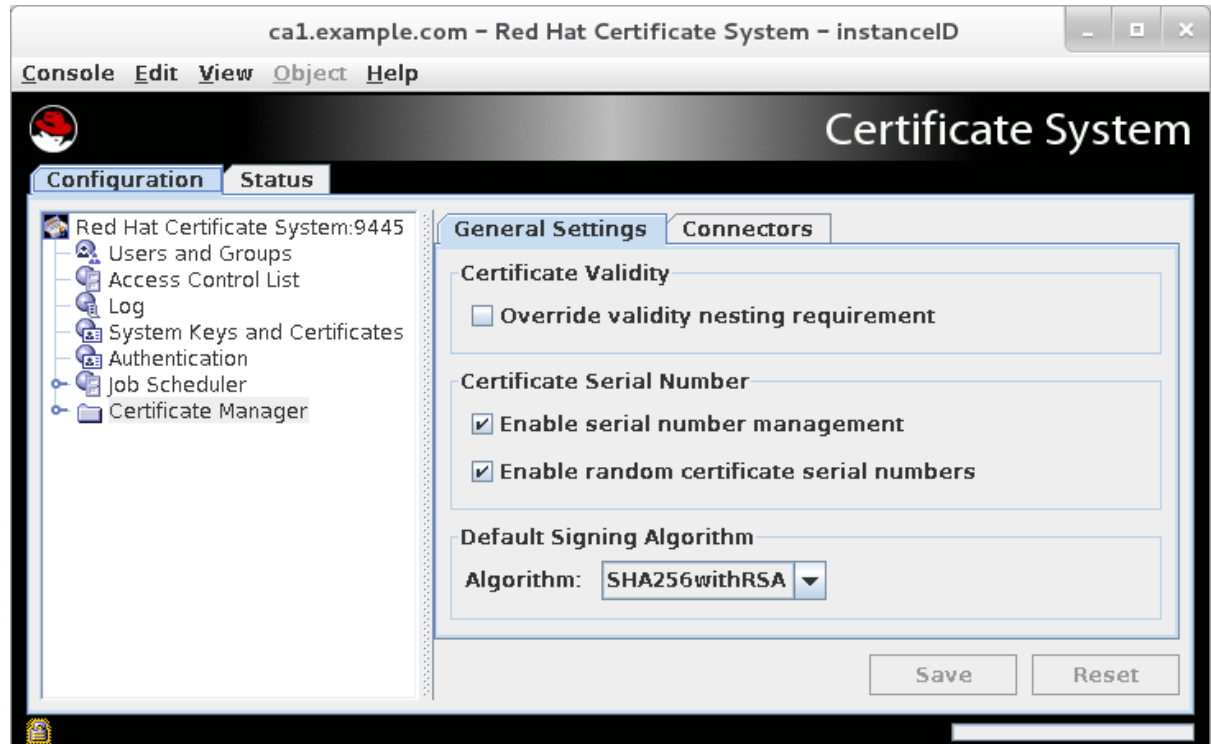 ca1.example.com – Red Hat Certificate System – instanceID
Console Edit View Object Help
Certificate System
Configuration Status
Red Hat Certificate System:9445
Users and Groups
Access Control List
Log
System Keys and Certificates
Authentication
Job Scheduler
Certificate Manager
General Settings Connectors
Certificate Validity
Override validity nesting requirement
Certificate Serial Number
Enable serial number management
Enable random certificate serial numbers
Default Signing Algorithm
Algorithm: SHA256withRSA
Save Reset